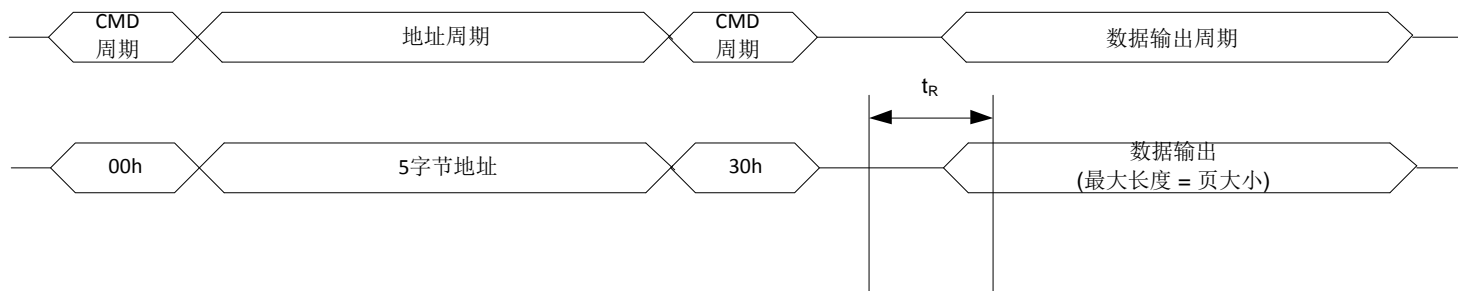 CMD
周期
地址周期
CMD
周期
数据输出周期
tR
00h
5字节地址
30h
数据输出
(最大长度 = 页大小)